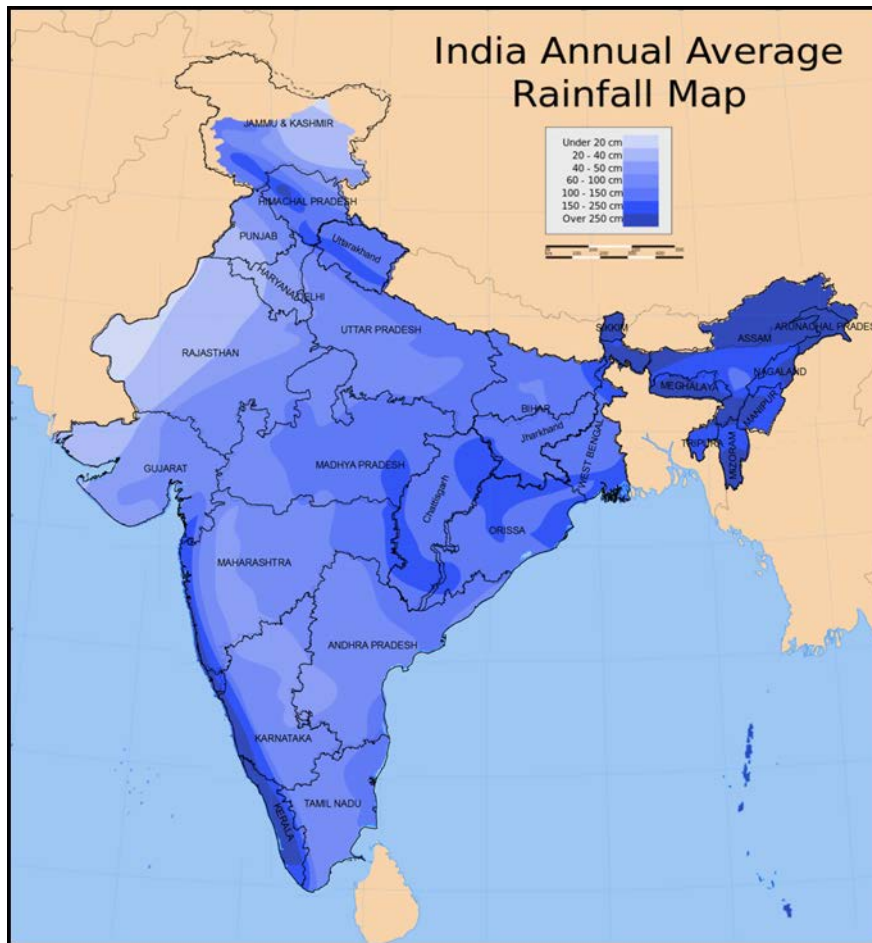 India Annual Average
Rainfall Map
Under 20 cm
20 - 40 cm
40 - 50 cm
60 - 100 cm
100 - 150 cm
150 - 250 cm
Over 250 cm
JAMMU & KASHMIR
HIMACHAL PRADESH
PUNJAB
Uttarakhand
HARYANA
DELHI
UTTAR PRADESH
RAJASTHAN
SIKKIM
ARUNACHAL PRADES
ASSAM
NAGALAND
MEGHALAYA
MANIPUR
BIHAR
Jharkhand
WEST BENGAL
TRIPURA
MIZORAM
GUJARAT
MADHYA PRADESH
Chattisgarh
ORISSA
MAHARASHTRA
ANDHRA PRADESH
KARNATAKA
TAMIL NADU
KERALA